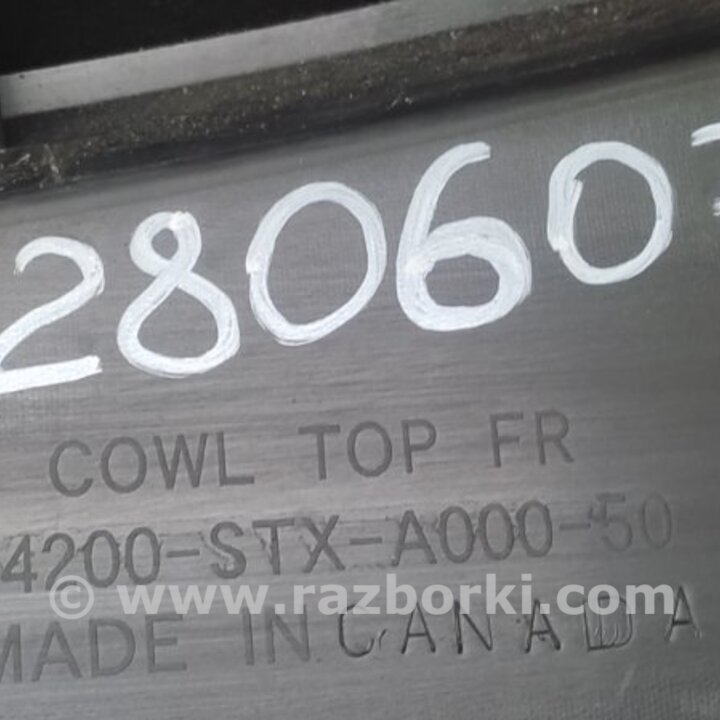 28060
COWL TOP FR
4200-STX-A000-50
© www.razborki.com
MADE IN CANADA